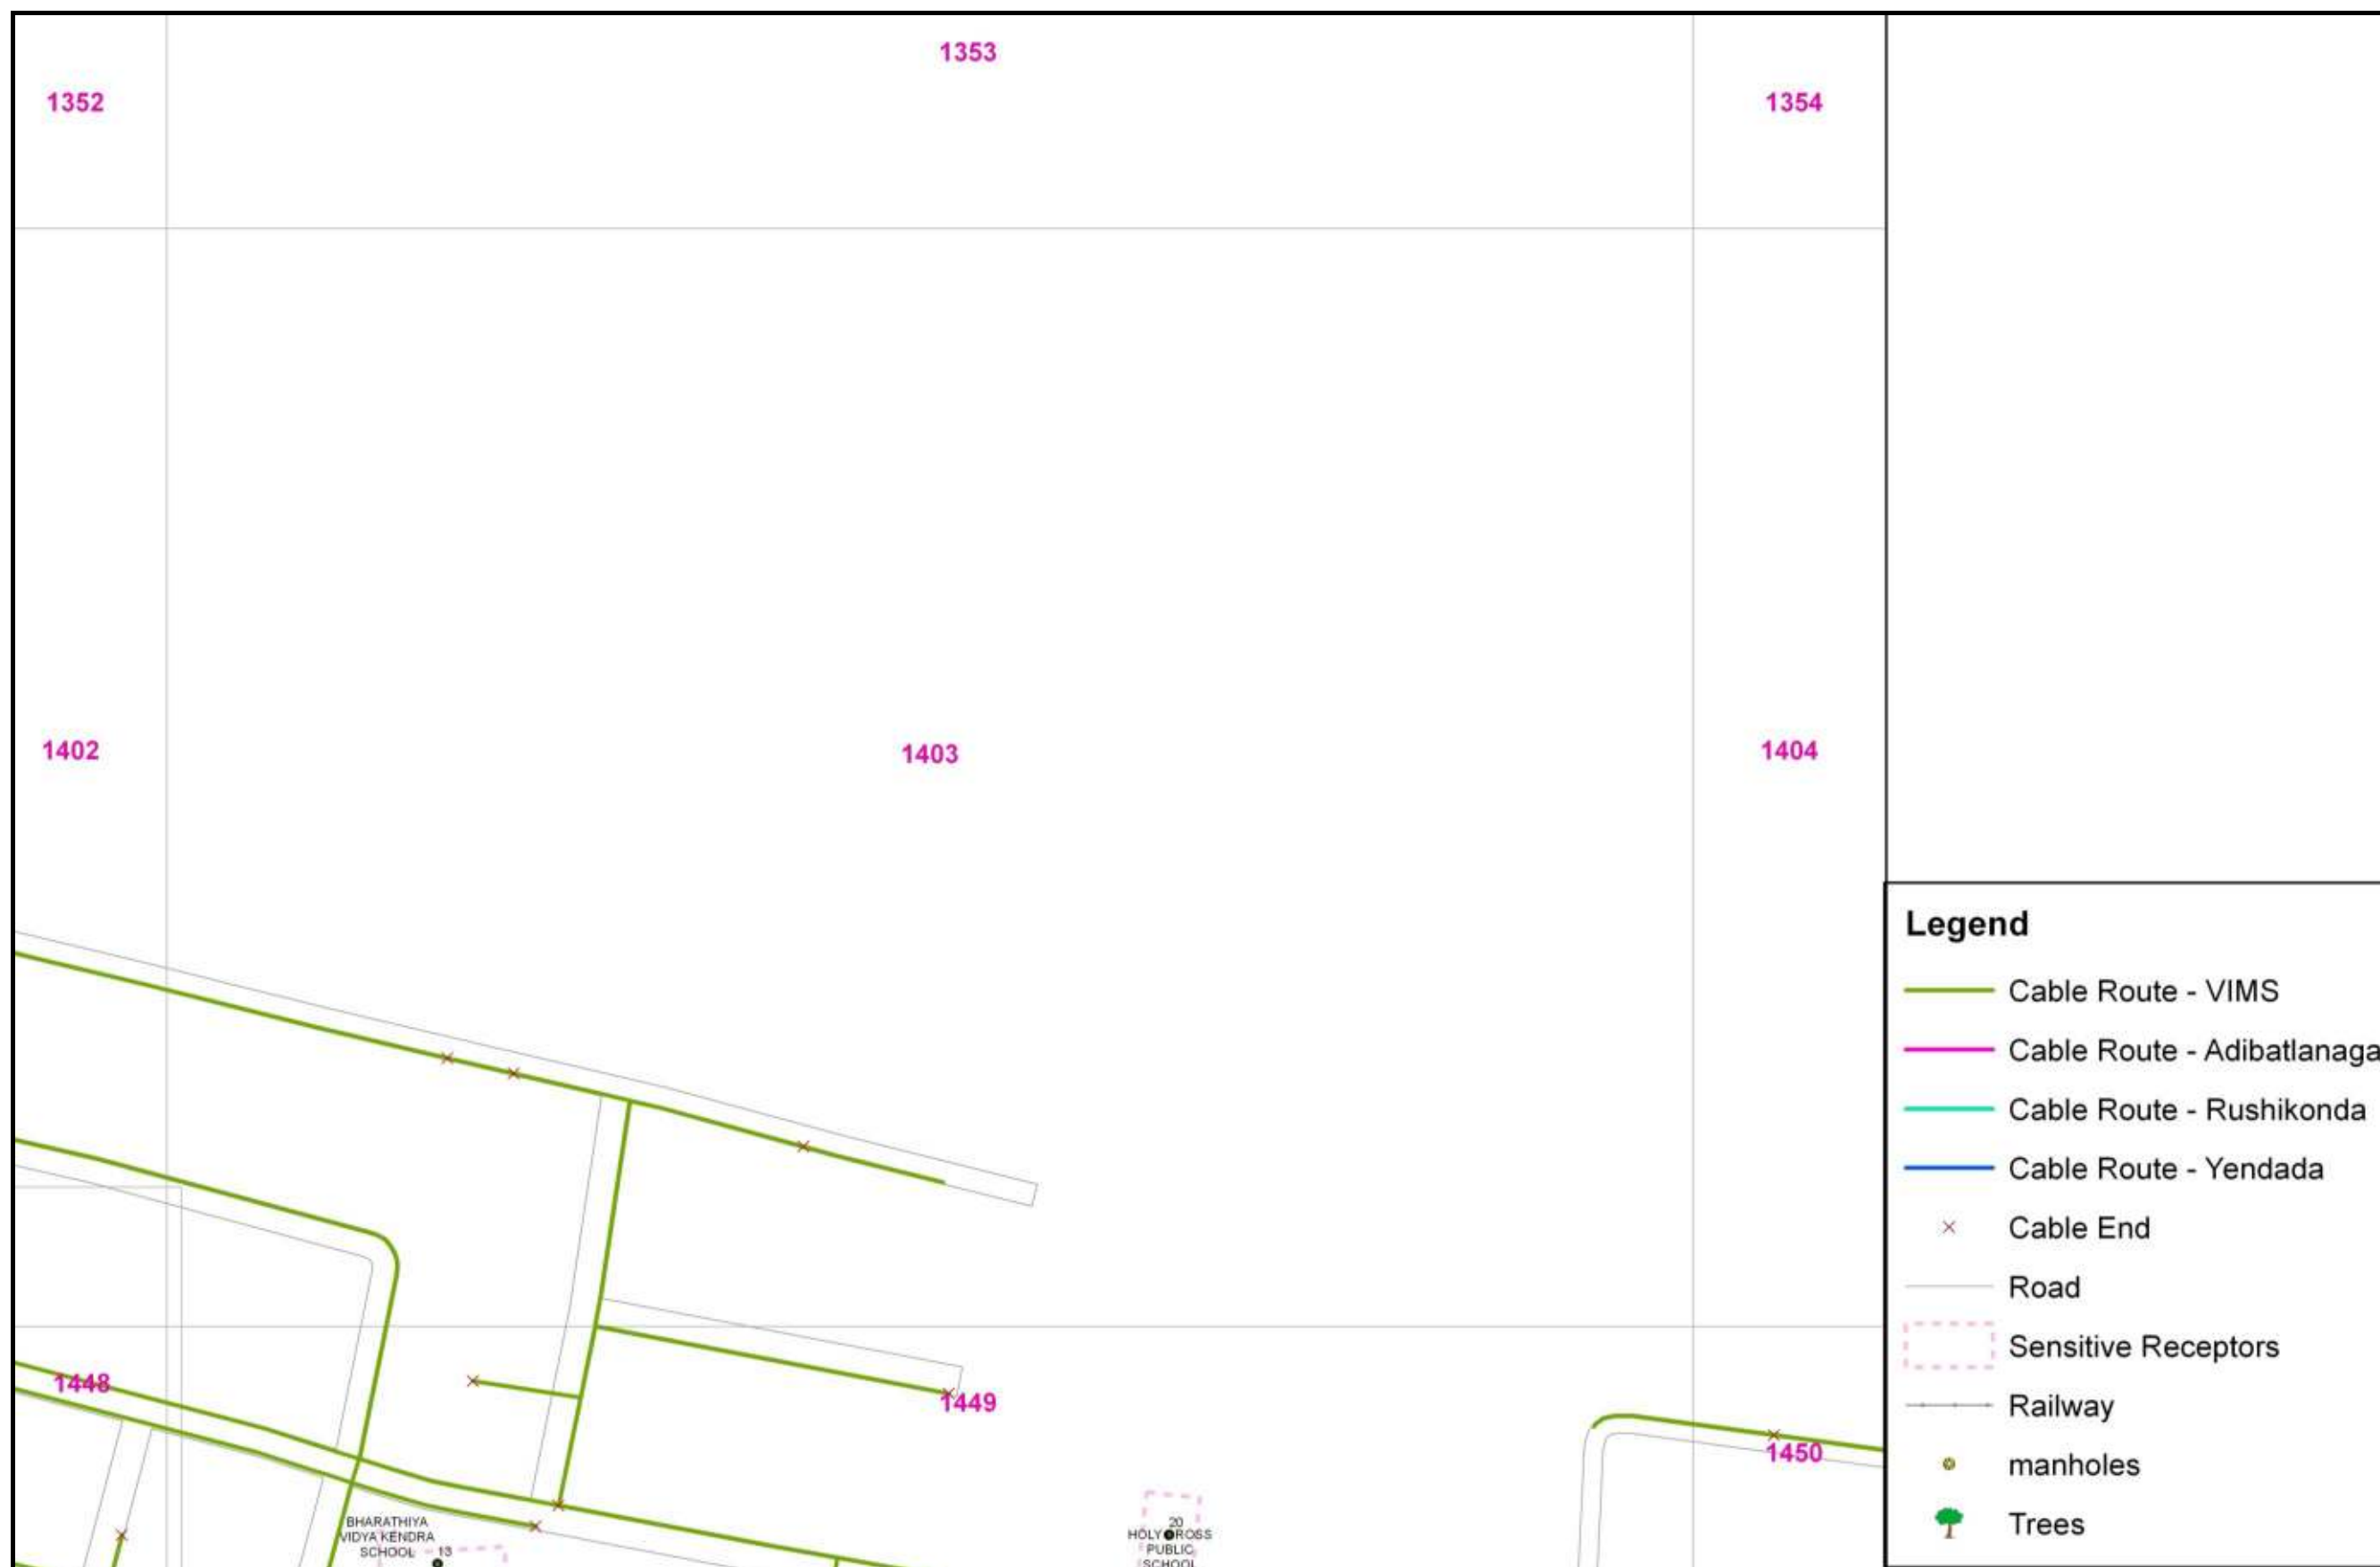 1353
1352
1354
1402
1403
1404
Legend
Cable Route - VIMS
Cable Route - Adibatlanaga
Cable Route - Rushikonda
Cable Route - Yendada
Cable End
Road
Sensitive Receptors
Railway
manholes
Trees
1448
1449
1450
BHARATHIYA
VIDYA KENDRA
SCHOOL
13
20
HOLY CROSS
PUBLIC
SCHOOL